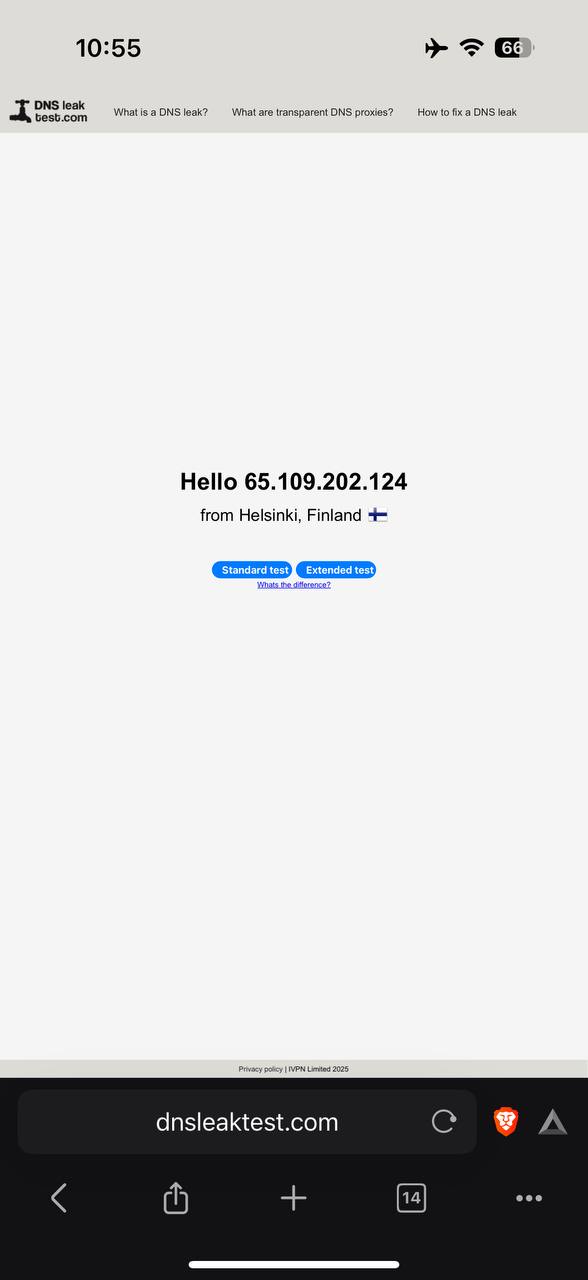 10:55
66
DNS leak
test.com
What is a DNS leak?
What are transparent DNS proxies?
How to fix a DNS leak
Hello 65.109.202.124
from Helsinki, Finland 🇫🇮
Standard test
Extended test
Whats the difference?
Privacy policy | IVPN Limited 2025
dnsleaktest.com
14